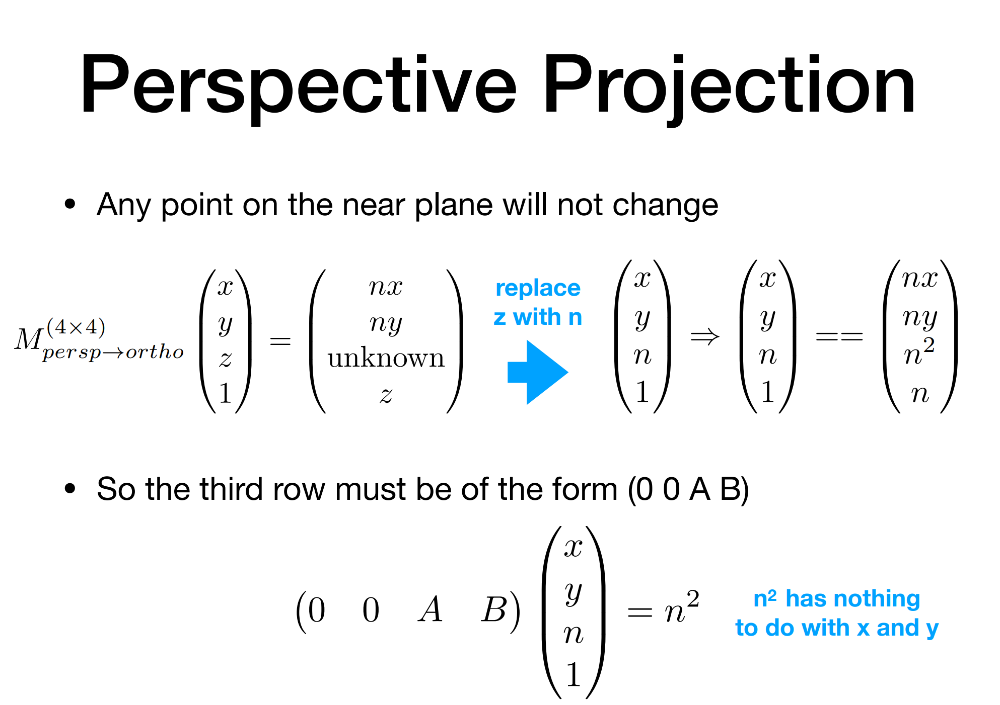 Perspective Projection
• Any point on the near plane will not change
$M_{persp \to ortho}^{(4 \times 4)} \begin{pmatrix} x \\ y \\ z \\ 1 \end{pmatrix} = \begin{pmatrix} nx \\ ny \\ \text{unknown} \\ z \end{pmatrix}$
replace
z with n
$\begin{pmatrix} x \\ y \\ n \\ 1 \end{pmatrix} \Rightarrow \begin{pmatrix} x \\ y \\ n \\ 1 \end{pmatrix} == \begin{pmatrix} nx \\ ny \\ n^2 \\ n \end{pmatrix}$
• So the third row must be of the form (0 0 A B)
$\begin{pmatrix} 0 & 0 & A & B \end{pmatrix} \begin{pmatrix} x \\ y \\ n \\ 1 \end{pmatrix} = n^2$
n² has nothing
to do with x and y